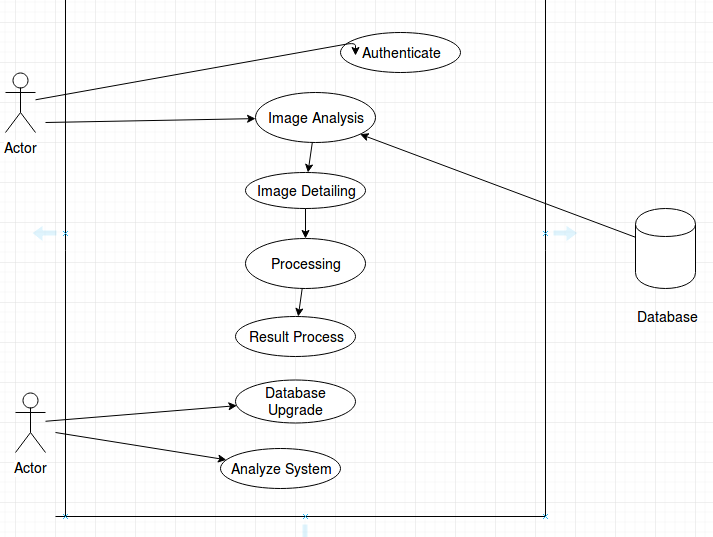 Authenticate
Actor
Image Analysis
Image Detailing
Processing
Database
Result Process
Database
Upgrade
Actor
Analyze System